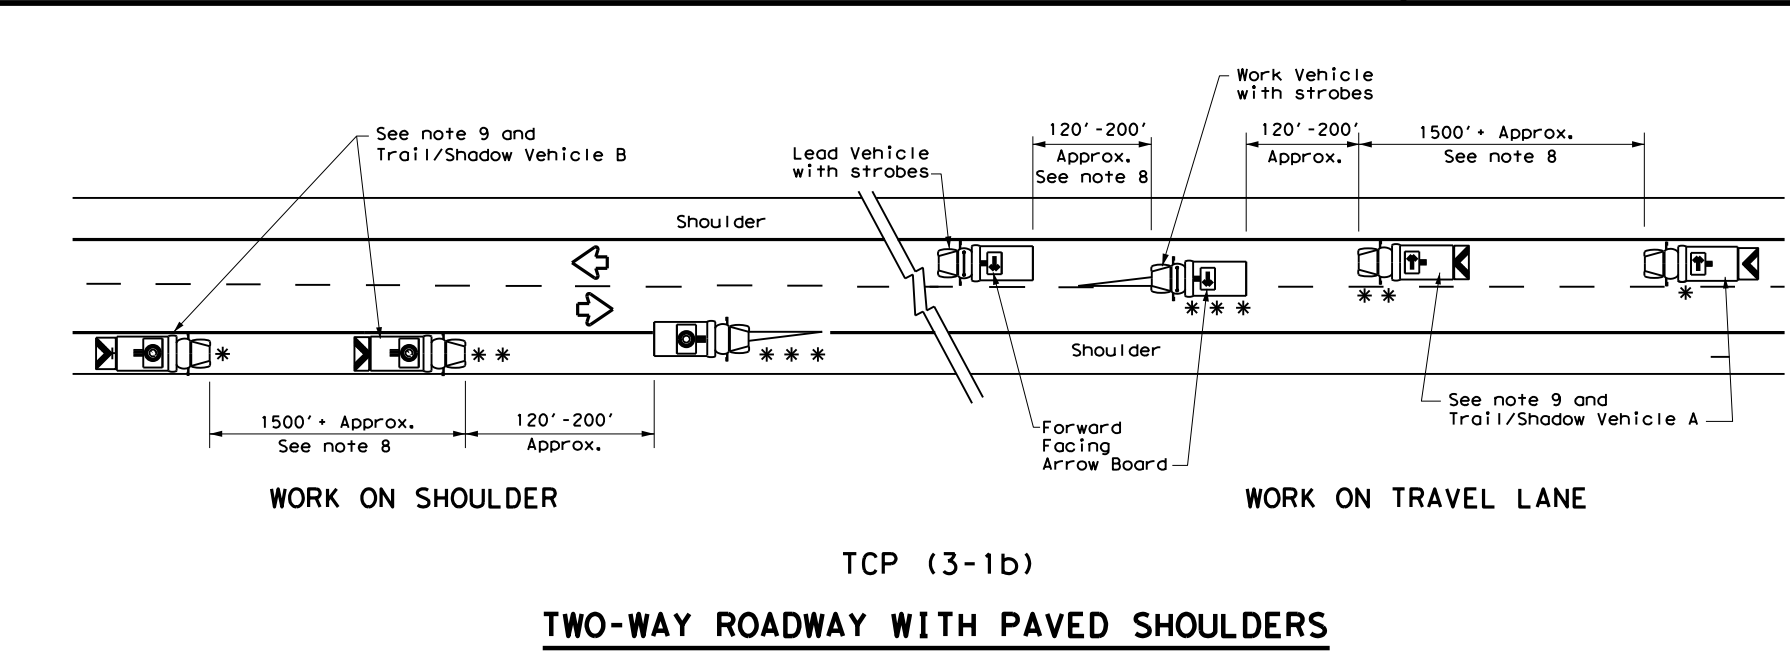 Work Vehicle
with strobes
See note 9 and
Trail/Shadow Vehicle B
120'-200'
Approx.
See note 8
120'-200'
Approx.
1500'+ Approx.
See note 8
Lead Vehicle
with strobes
Shoulder
*
* *
* * *
* * *
* *
*
Shoulder
1500'+ Approx.
See note 8
120'-200'
Approx.
Forward
Facing
Arrow Board
See note 9 and
Trail/Shadow Vehicle A
WORK ON SHOULDER
WORK ON TRAVEL LANE
TCP (3-1b)
TWO-WAY ROADWAY WITH PAVED SHOULDERS